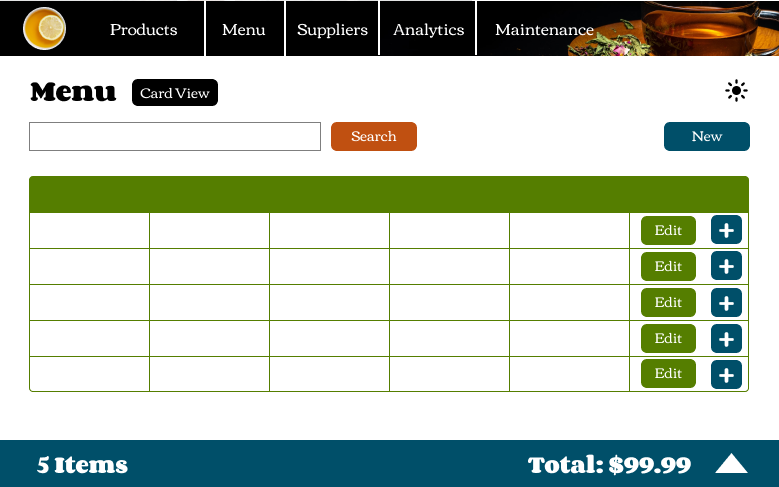 Products Menu Suppliers Analytics Maintenance
Menu Card View
Search New
Edit
Edit
Edit
Edit
Edit
5 Items Total: $99.99